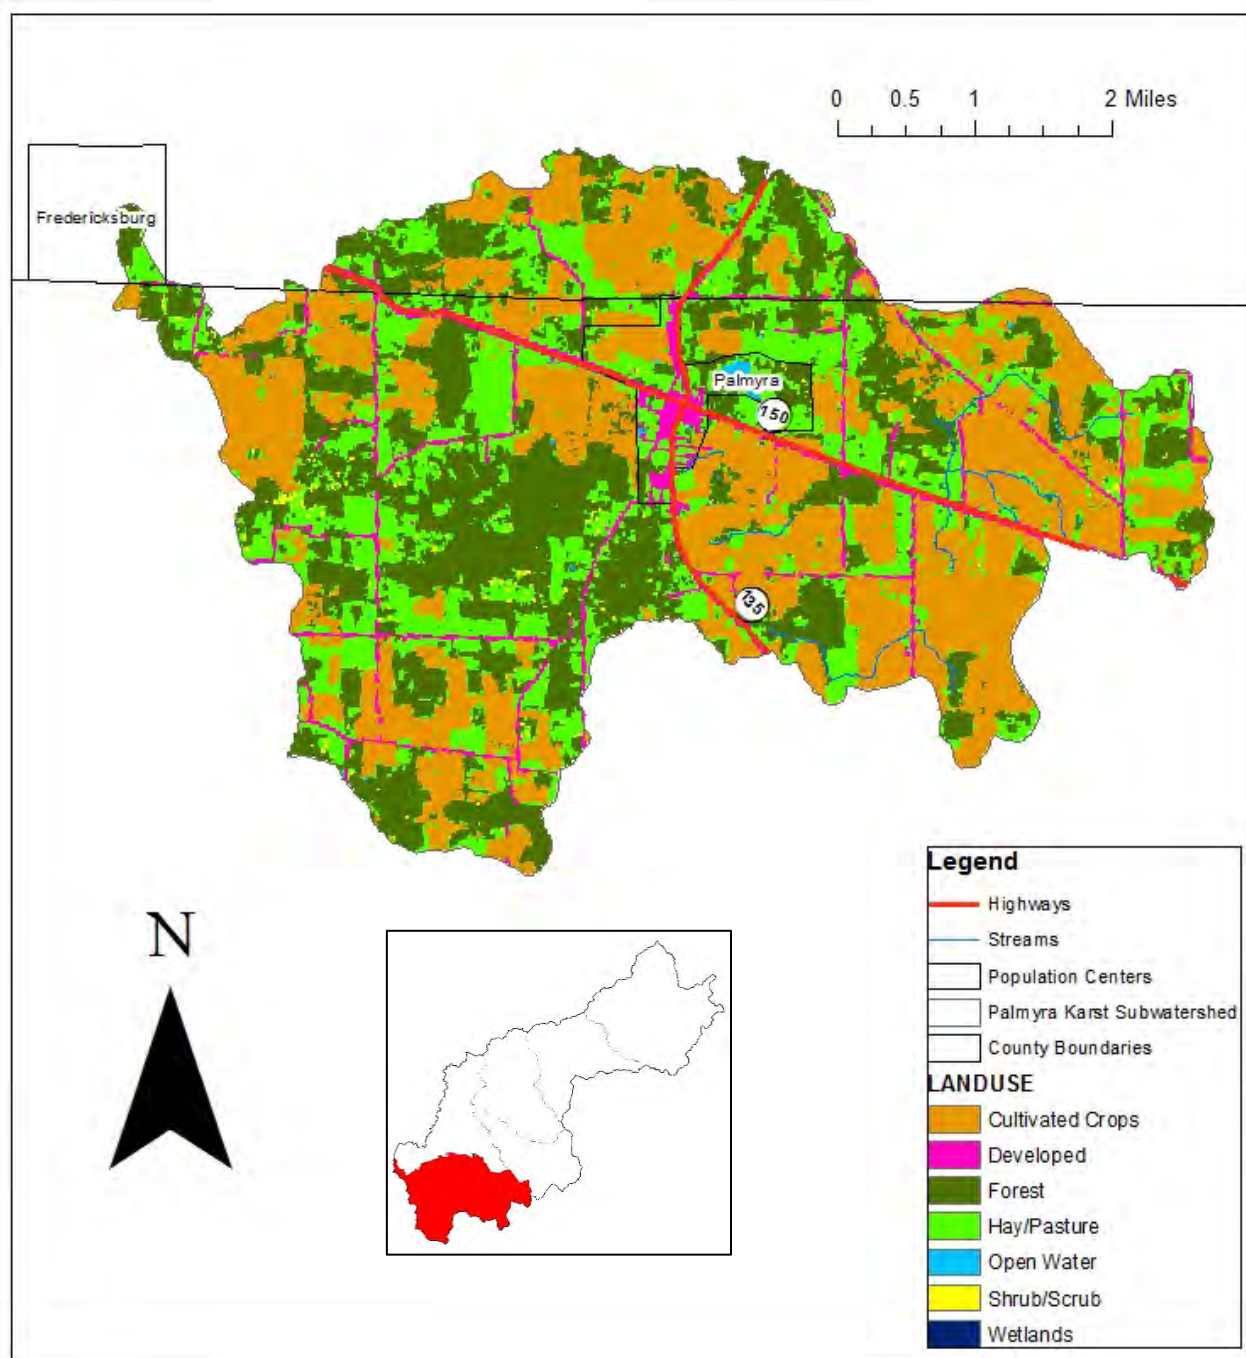 0 0.5 1 2 Miles
Fredericksburg
Palmyra
150
135
N
Legend
Highways
Streams
Population Centers
Palmyra Karst Subwatershed
County Boundaries
LANDUSE
Cultivated Crops
Developed
Forest
Hay/Pasture
Open Water
Shrub/Scrub
Wetlands